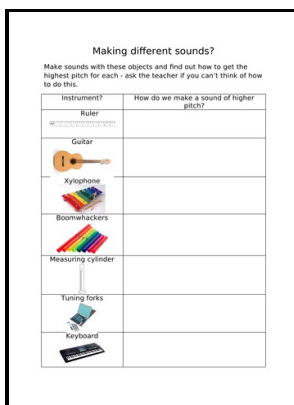 Making different sounds?
Make sounds with these objects and find out how to get the
highest pitch for each - ask the teacher if you can't think of how
to do this.
Instrument?
How do we make a sound of higher
pitch?
Ruler
Guitar
Xylophone
Boomwhackers
Measuring cylinder
Tuning forks
Keyboard